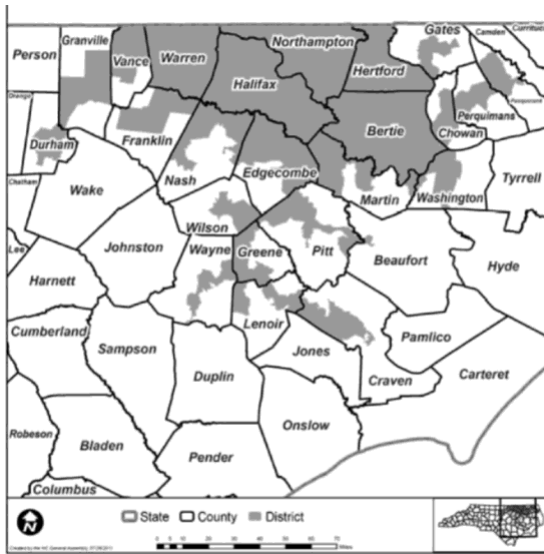 Granville
Northampton
Gates
Camden
Currituck
Person
Vance
Warren
Hertford
Halifax
Orange
Pasquotank
Perquimans
Bertie
Chowan
Franklin
Durham
Nash
Edgecombe
Tyrrell
Chatham
Wake
Martin
Washington
Wilson
Lee
Johnston
Wayne
Greene
Pitt
Beaufort
Hyde
Harnett
Lenoir
Cumberland
Sampson
Pamlico
Jones
Carteret
Duplin
Craven
Onslow
Robeson
Bladen
Pender
Columbus
N
State County District